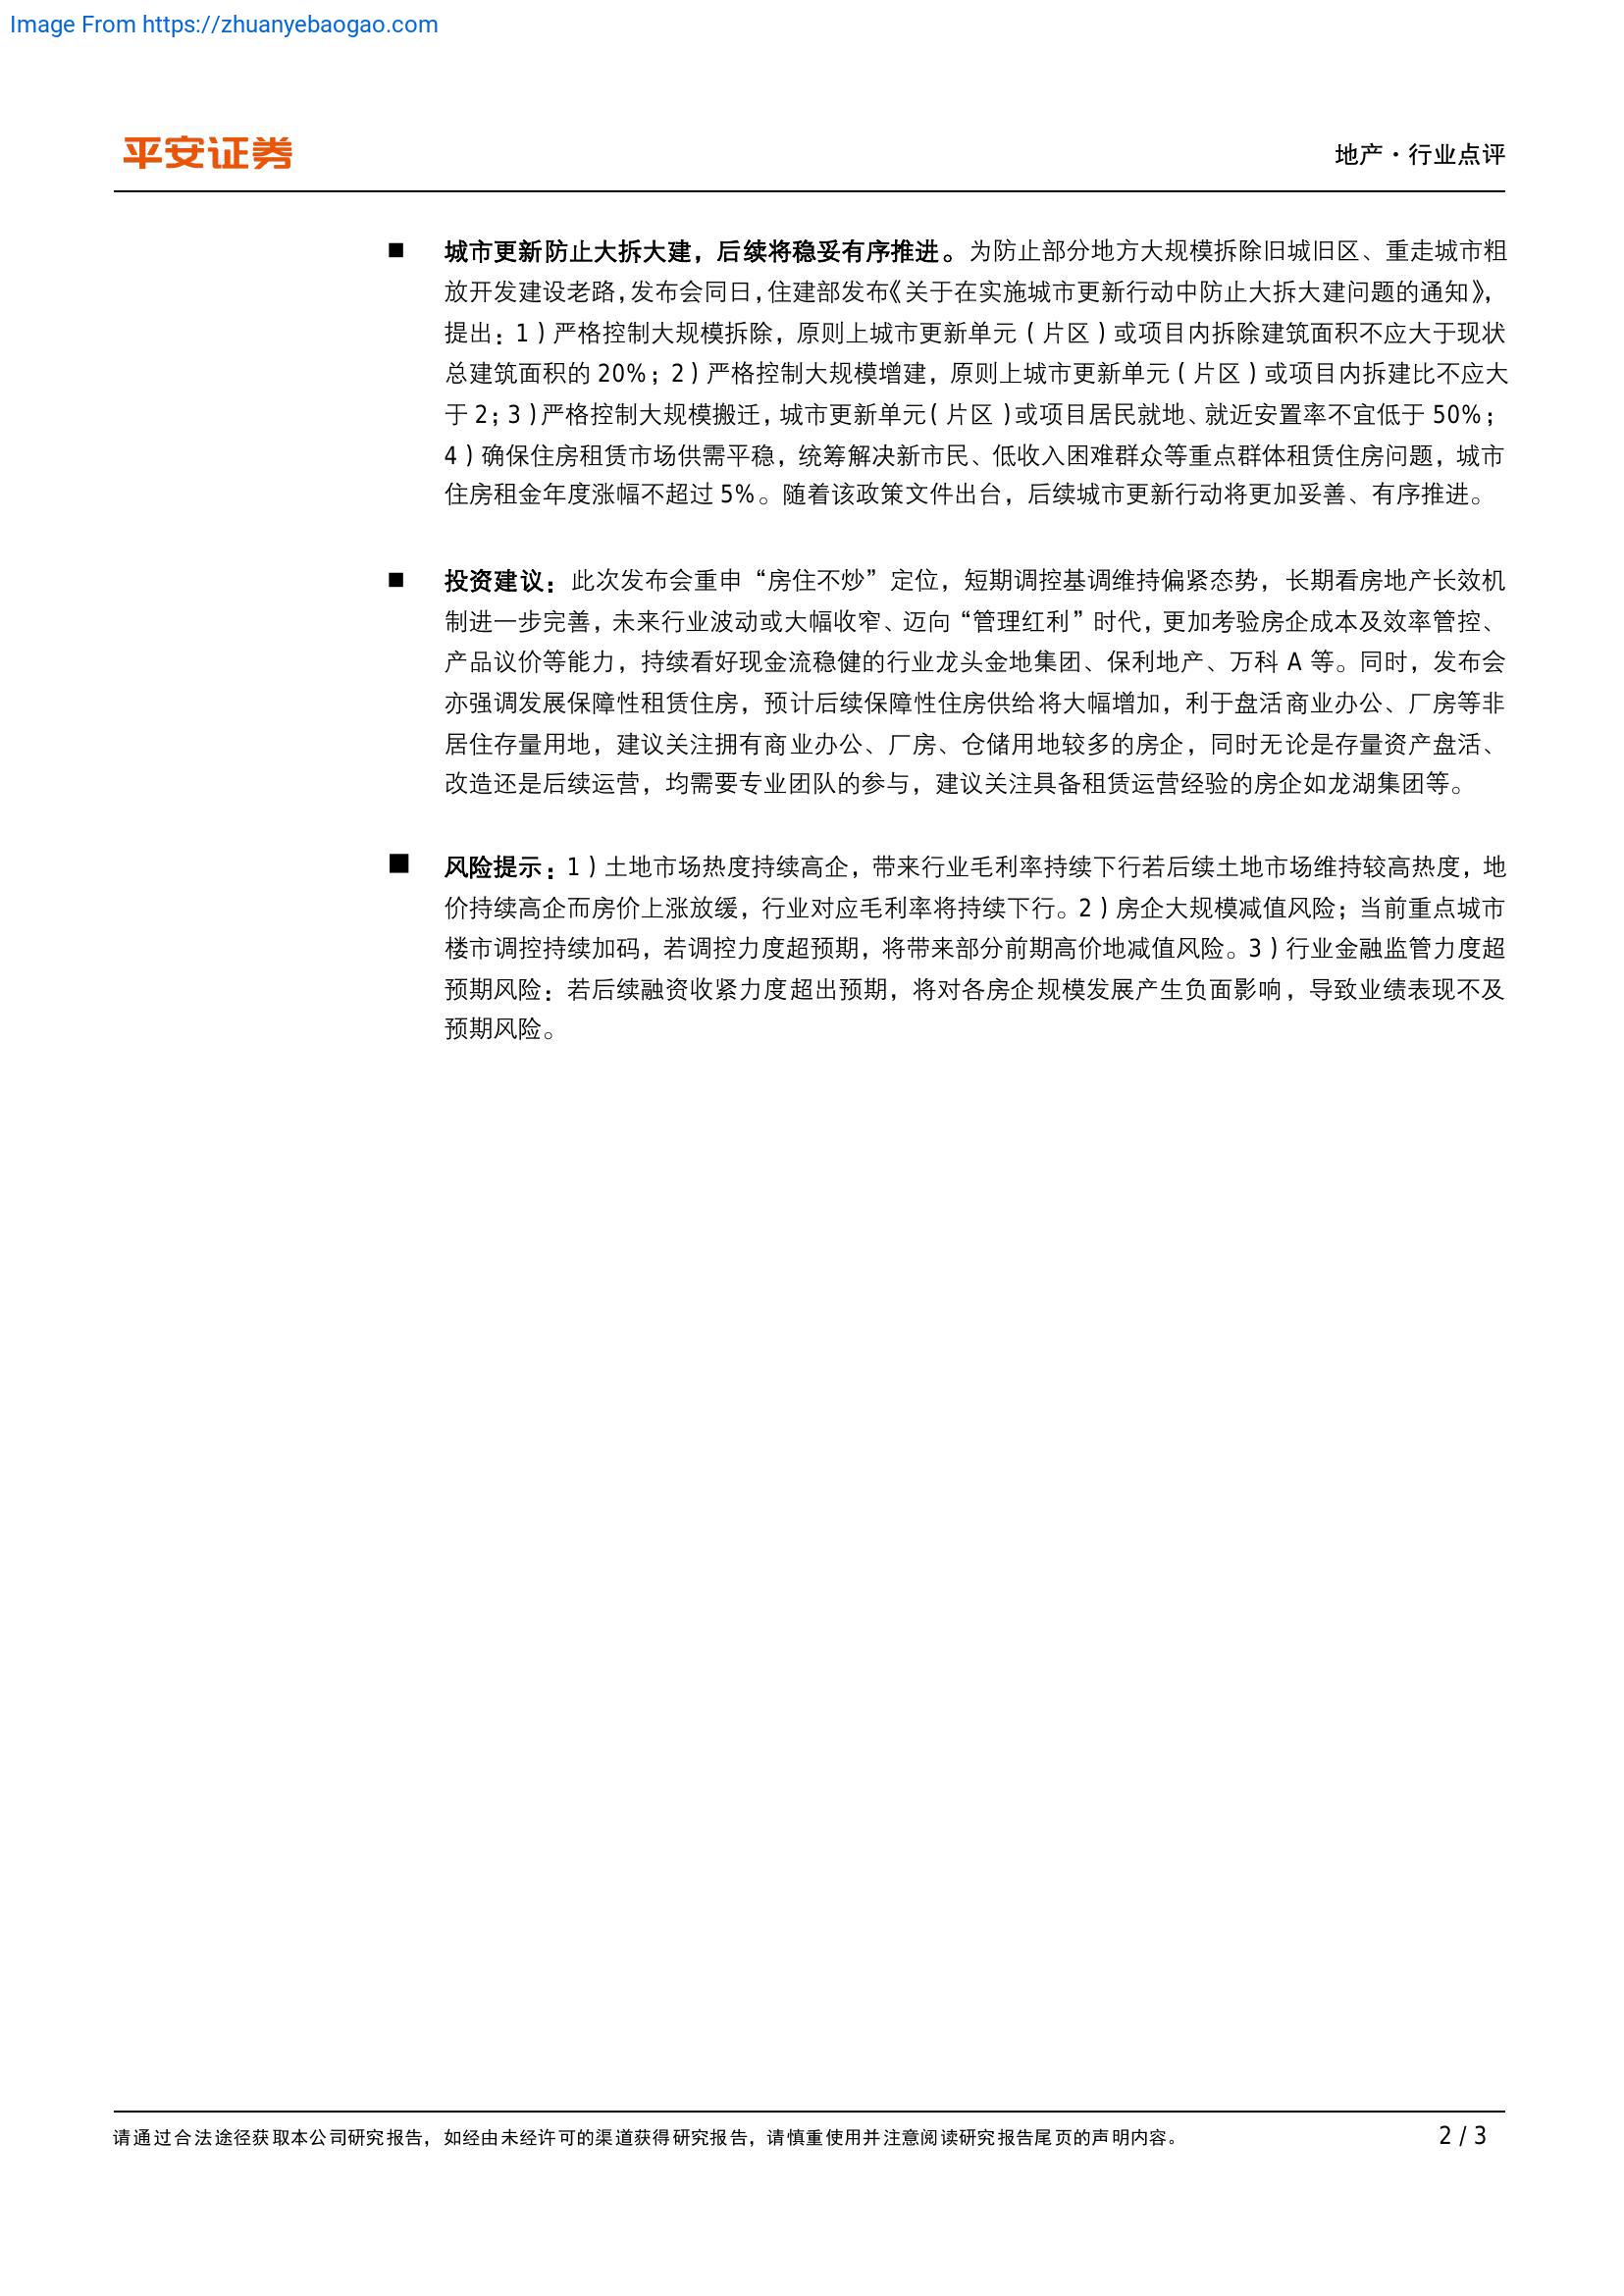 Image From https://zhuanyebaogao.com
平安证券
地产·行业点评
■ 城市更新防止大拆大建，后续将稳妥有序推进。为防止部分地方大规模拆除旧城旧区、重走城市粗
放开发建设老路，发布会同日，住建部发布《关于在实施城市更新行动中防止大拆大建问题的通知》，
提出：1）严格控制大规模拆除，原则上城市更新单元（片区）或项目内拆除建筑面积不应大于现状
总建筑面积的 20%；2）严格控制大规模增建，原则上城市更新单元（片区）或项目内拆建比不应大
于 2；3）严格控制大规模搬迁，城市更新单元（片区）或项目居民就地、就近安置率不宜低于 50%；
4）确保住房租赁市场供需平稳，统筹解决新市民、低收入困难群众等重点群体租赁住房问题，城市
住房租金年度涨幅不超过 5%。随着该政策文件出台，后续城市更新行动将更加妥善、有序推进。
■ 投资建议：此次发布会重申“房住不炒”定位，短期调控基调维持偏紧态势，长期看房地产长效机
制进一步完善，未来行业波动或大幅收窄、迈向“管理红利”时代，更加考验房企成本及效率管控、
产品议价等能力，持续看好现金流稳健的行业龙头金地集团、保利地产、万科 A 等。同时，发布会
亦强调发展保障性租赁住房，预计后续保障性住房供给将大幅增加，利于盘活商业办公、厂房等非
居住存量用地，建议关注拥有商业办公、厂房、仓储用地较多的房企，同时无论是存量资产盘活、
改造还是后续运营，均需要专业团队的参与，建议关注具备租赁运营经验的房企如龙湖集团等。
■ 风险提示：1）土地市场热度持续高企，带来行业毛利率持续下行若后续土地市场维持较高热度，地
价持续高企而房价上涨放缓，行业对应毛利率将持续下行。2）房企大规模减值风险；当前重点城市
楼市调控持续加码，若调控力度超预期，将带来部分前期高价地减值风险。3）行业金融监管力度超
预期风险：若后续融资收紧力度超出预期，将对各房企规模发展产生负面影响，导致业绩表现不及
预期风险。
请通过合法途径获取本公司研究报告，如经由未经许可的渠道获得研究报告，请慎重使用并注意阅读研究报告尾页的声明内容。
2 / 3